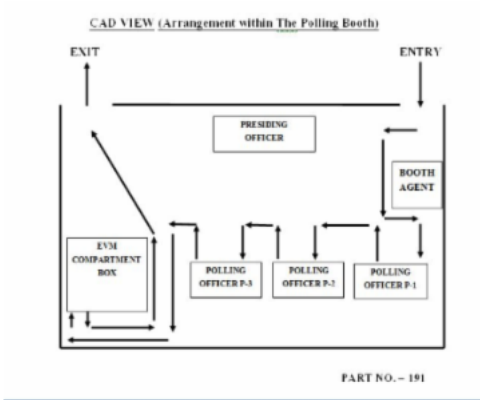 CAD VIEW (Arrangement within The Polling Booth)
EXIT
ENTRY
PRESIDING
OFFICER
BOOTH
AGENT
EVM
COMPARTMENT
BOX
POLLING
OFFICER P-3
POLLING
OFFICER P-2
POLLING
OFFICER P-1
PART NO. – 191